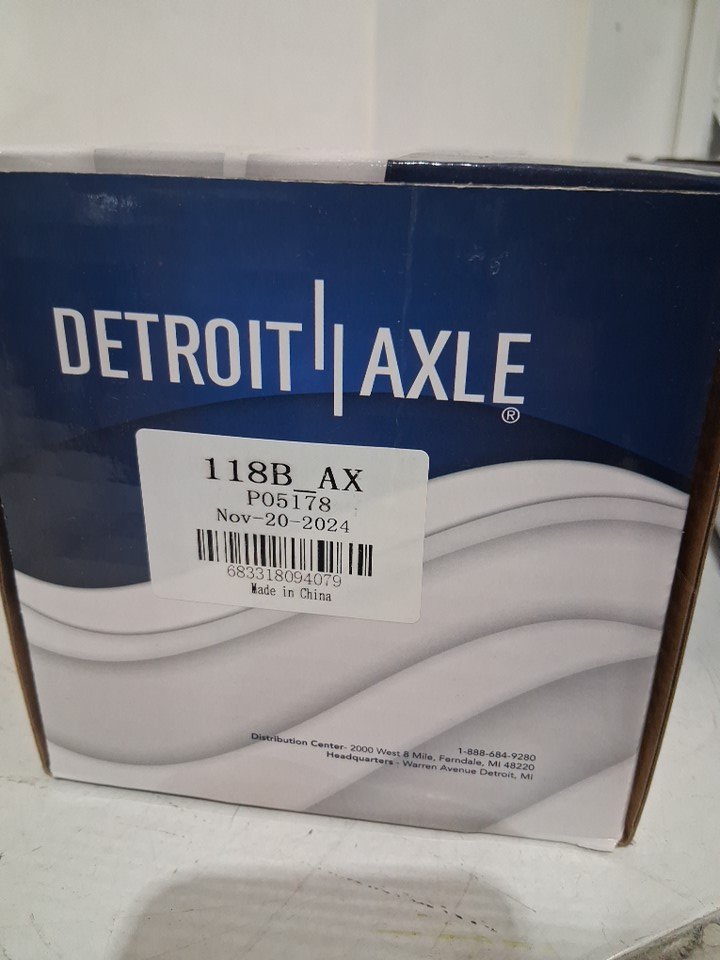 DETROIT AXLE®
118B_AX
P05178
Nov-20-2024
683318094079
Made in China
1-888-684-9280
Distribution Center- 2000 West 8 Mile, Ferndale, MI 48220
Headquarters - Warren Avenue Detroit, MI